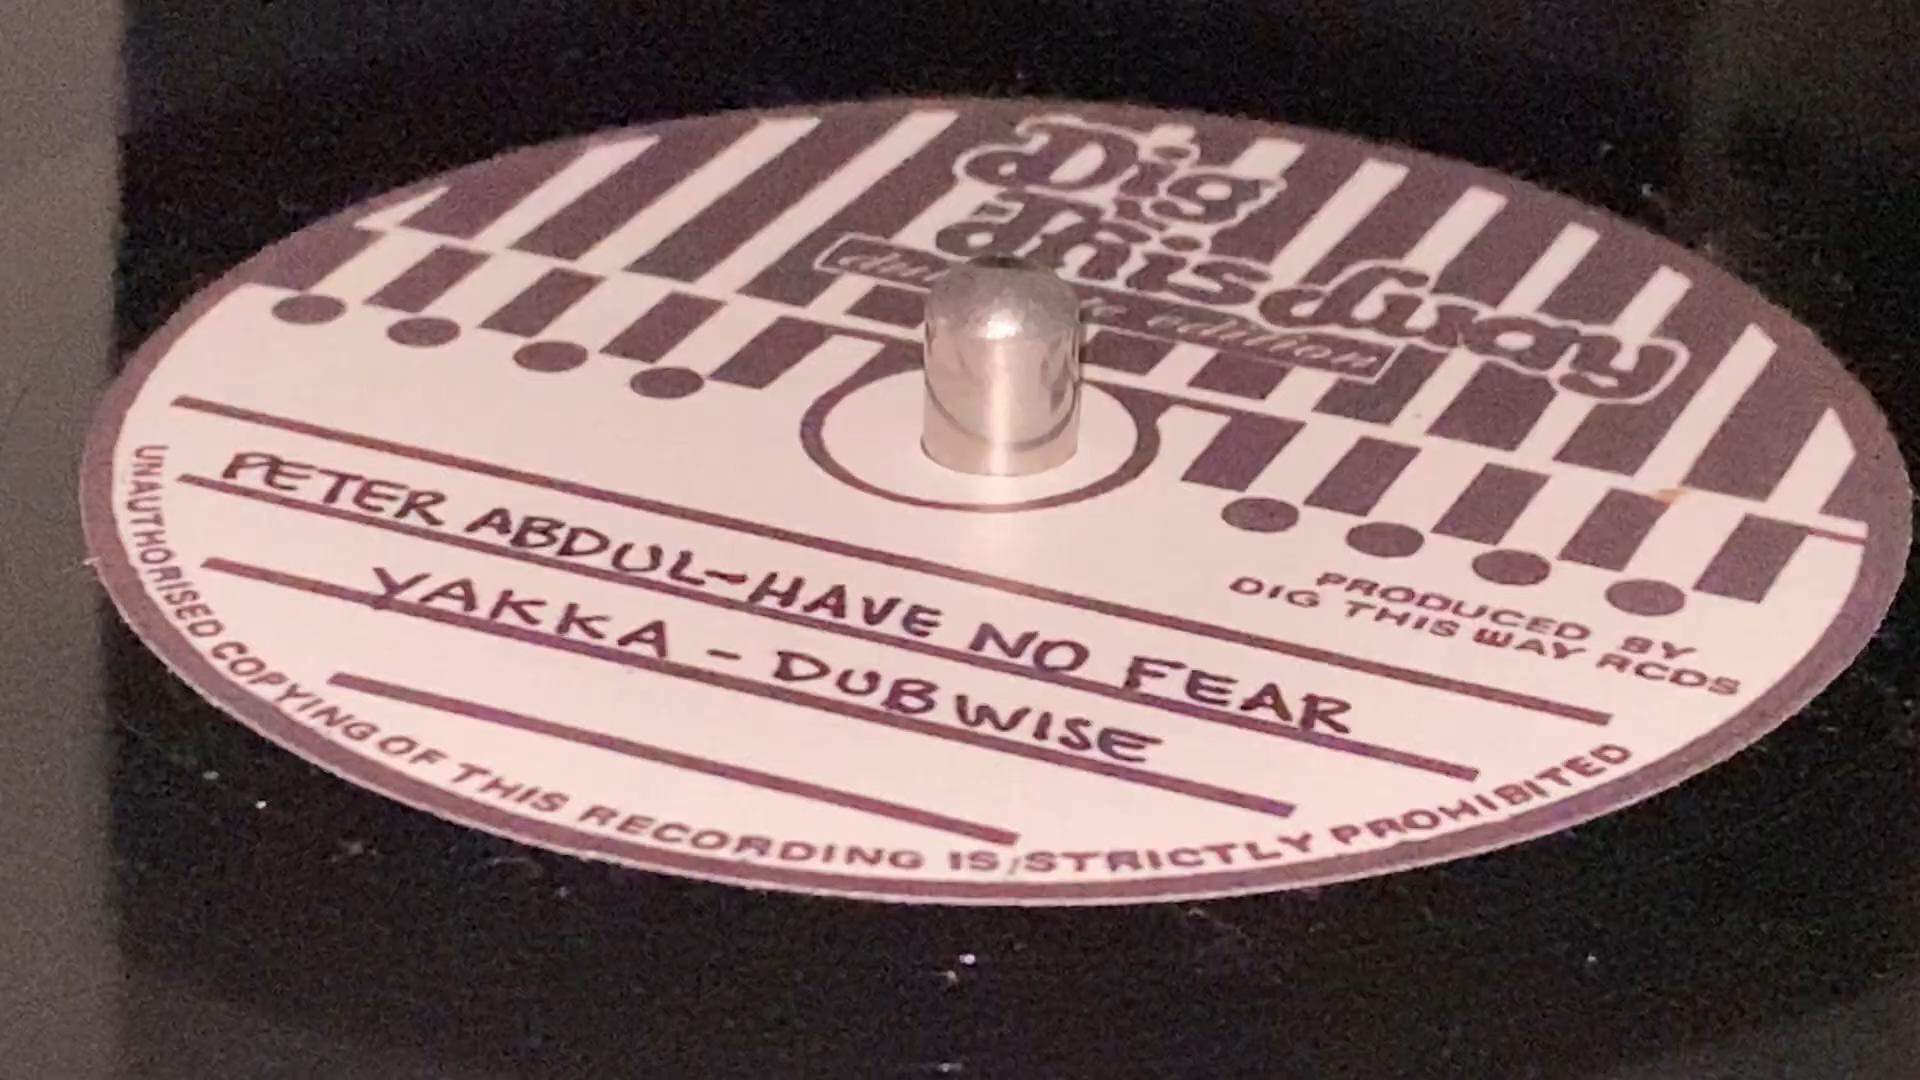 Dig
This Way
edition
PRODUCED BY
DIG THIS WAY RCDS
PETER ABDUL-HAVE NO FEAR
YAKKA - DUBWISE
UNAUTHORISED COPYING OF THIS RECORDING IS STRICTLY PROHIBITED